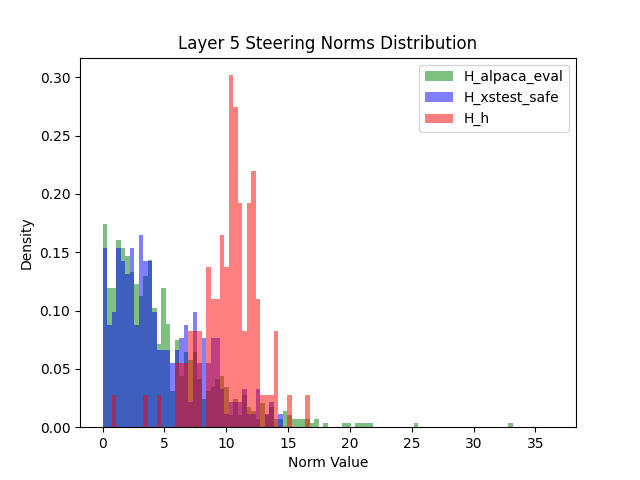 Layer 5 Steering Norms Distribution
H_alpaca_eval
H_xstest_safe
H_h
Density
0.30
0.25
0.20
0.15
0.10
0.05
0.00
0 5 10 15 20 25 30 35
Norm Value